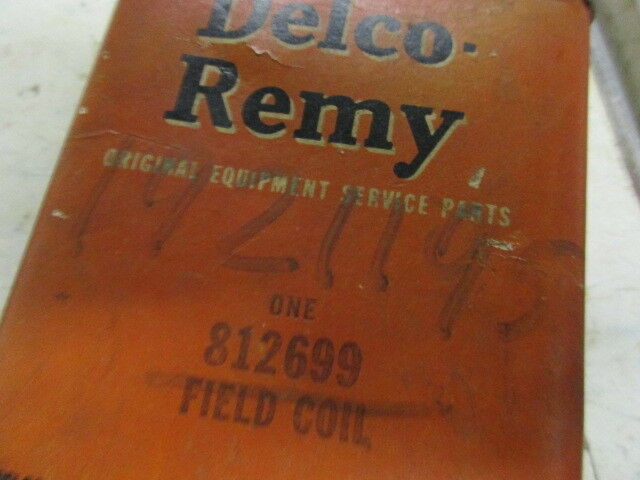 Delco-
Remy
ORIGINAL EQUIPMENT SERVICE PARTS
ONE
812699
FIELD COIL